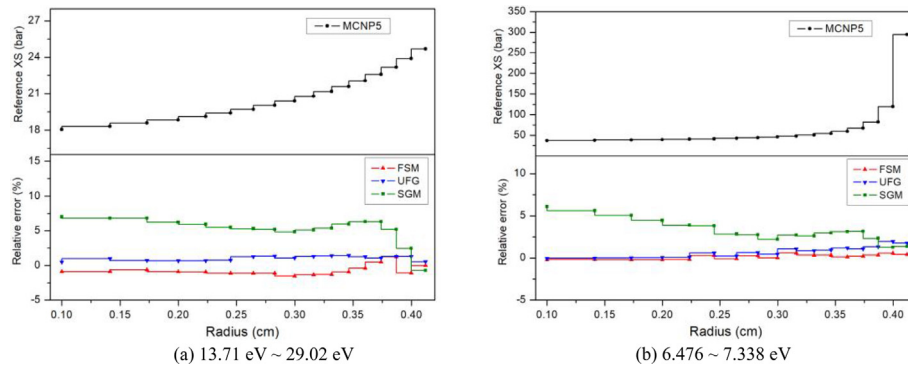 27
24
21
18
Reference XS (bar)
MCNP5
15
10
5
0
-5
Relative error (%)
FSM
UFG
SGM
0.10 0.15 0.20 0.25 0.30 0.35 0.40
Radius (cm)
(a) 13.71 eV ~ 29.02 eV
350
300
250
200
150
100
50
Reference XS (bar)
MCNP5
10
5
0
-5
Relative error (%)
FSM
UFG
SGM
0.10 0.15 0.20 0.25 0.30 0.35 0.40
Radius (cm)
(b) 6.476 ~ 7.338 eV